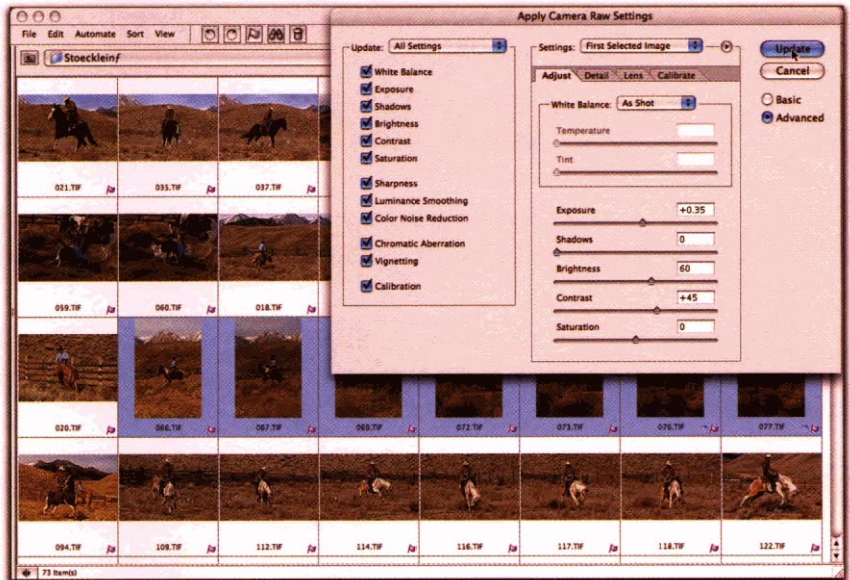 Apply Camera Raw Settings
File Edit Automate Sort View
Stoecklein
Update: All Settings
White Balance
Exposure
Shadows
Brightness
Contrast
Saturation
Sharpness
Luminance Smoothing
Color Noise Reduction
Chromatic Aberration
Vignetting
Calibration
Settings: First Selected Image
Adjust Detail Lens Calibrate
White Balance: As Shot
Temperature
Tint
Exposure +0.35
Shadows 0
Brightness 60
Contrast +45
Saturation 0
Update
Cancel
Basic
Advanced
021.TIF 035.TIF 037.TIF
059.TIF 060.TIF 018.TIF
020.TIF 066.TIF 067.TIF 069.TIF 072.TIF 073.TIF 076.TIF 077.TIF
094.TIF 109.TIF 112.TIF 114.TIF 116.TIF 117.TIF 118.TIF 122.TIF
73 Item(s)